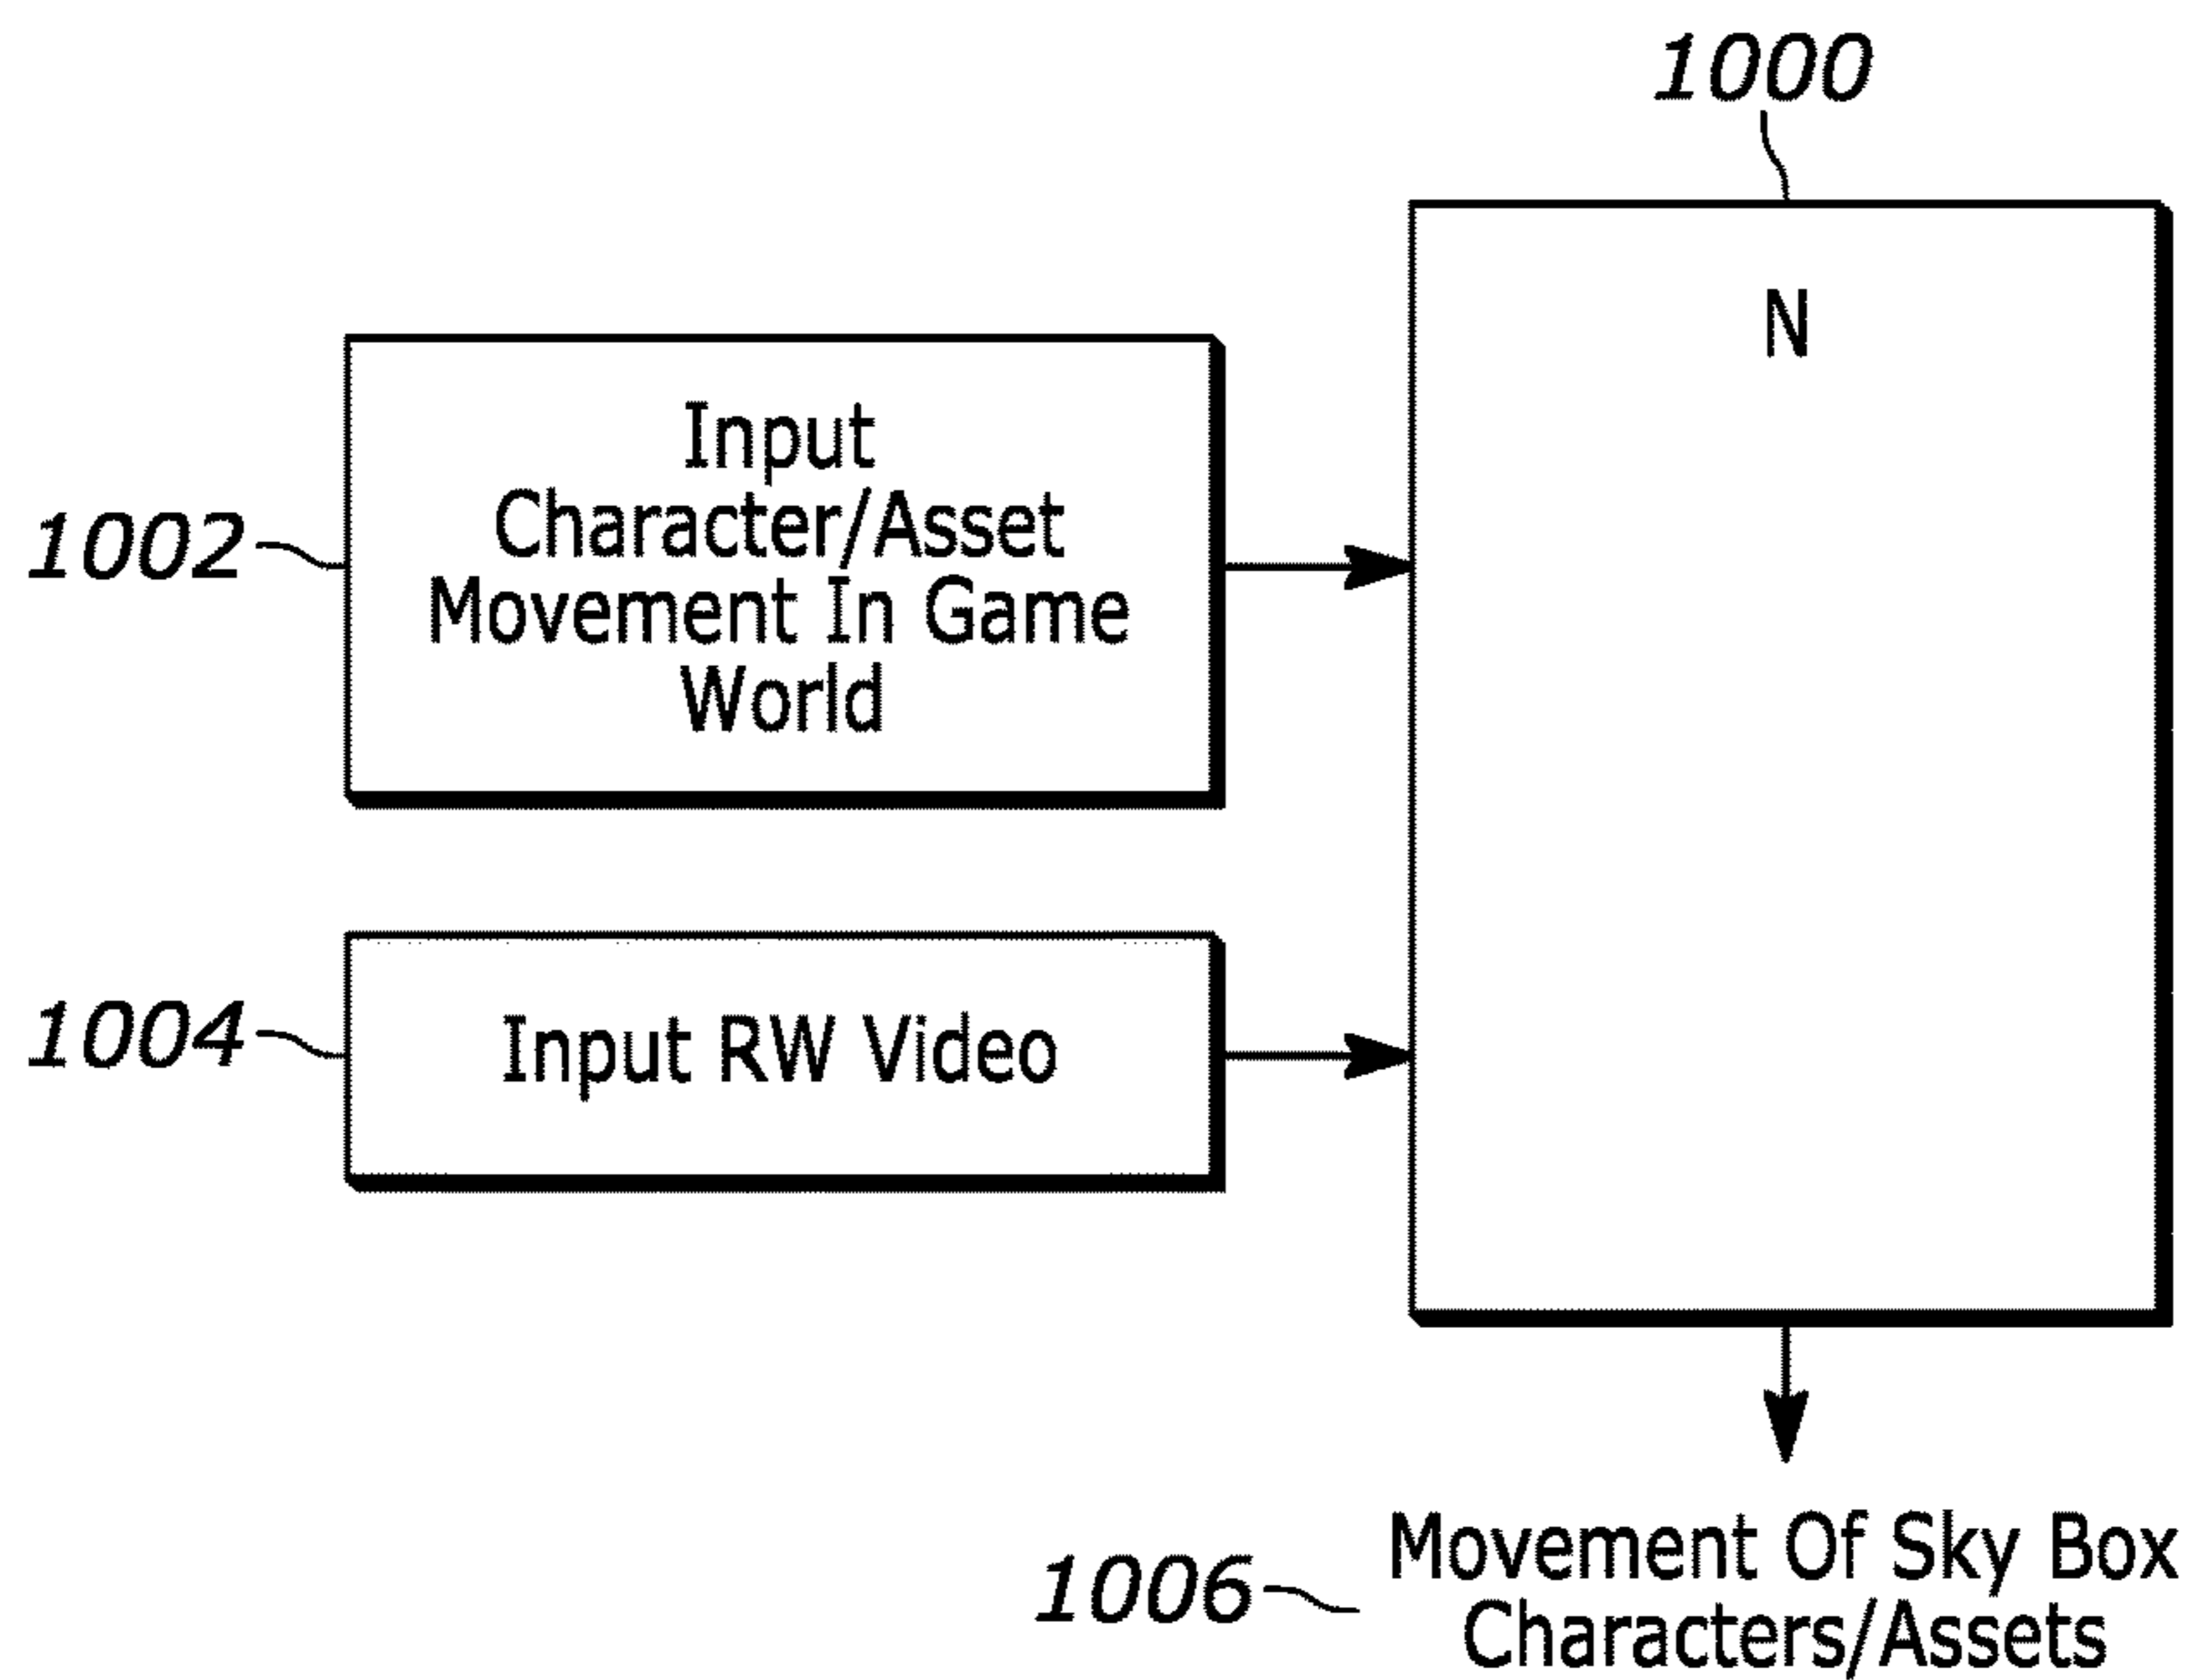 1000
N
Input
Character/Asset
Movement In Game
World
1002
1004
Input RW Video
1006
Movement Of Sky Box
Characters/Assets